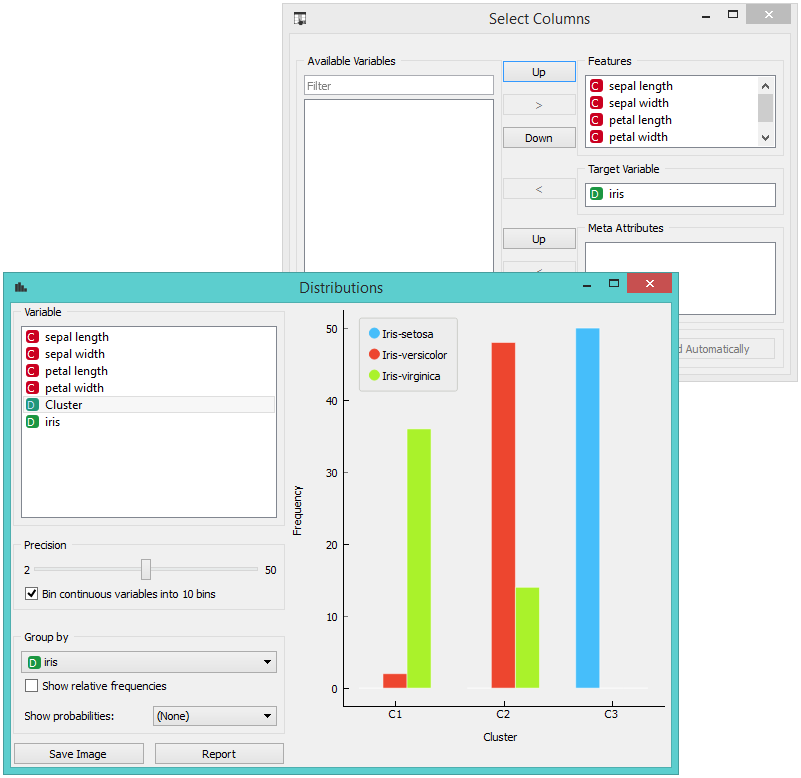 Select Columns
Available Variables
Filter
Up
>
Down
<
Up
<
Features
C sepal length
C sepal width
C petal length
C petal width
Target Variable
D iris
Meta Attributes
d Automatically
Distributions
Variable
C sepal length
C sepal width
C petal length
C petal width
D Cluster
D iris
Precision
2 50
Bin continuous variables into 10 bins
Group by
D iris
Show relative frequencies
Show probabilities: (None)
Save Image Report
Iris-setosa
Iris-versicolor
Iris-virginica
50
40
30
20
10
0
Frequency
C1 C2 C3
Cluster